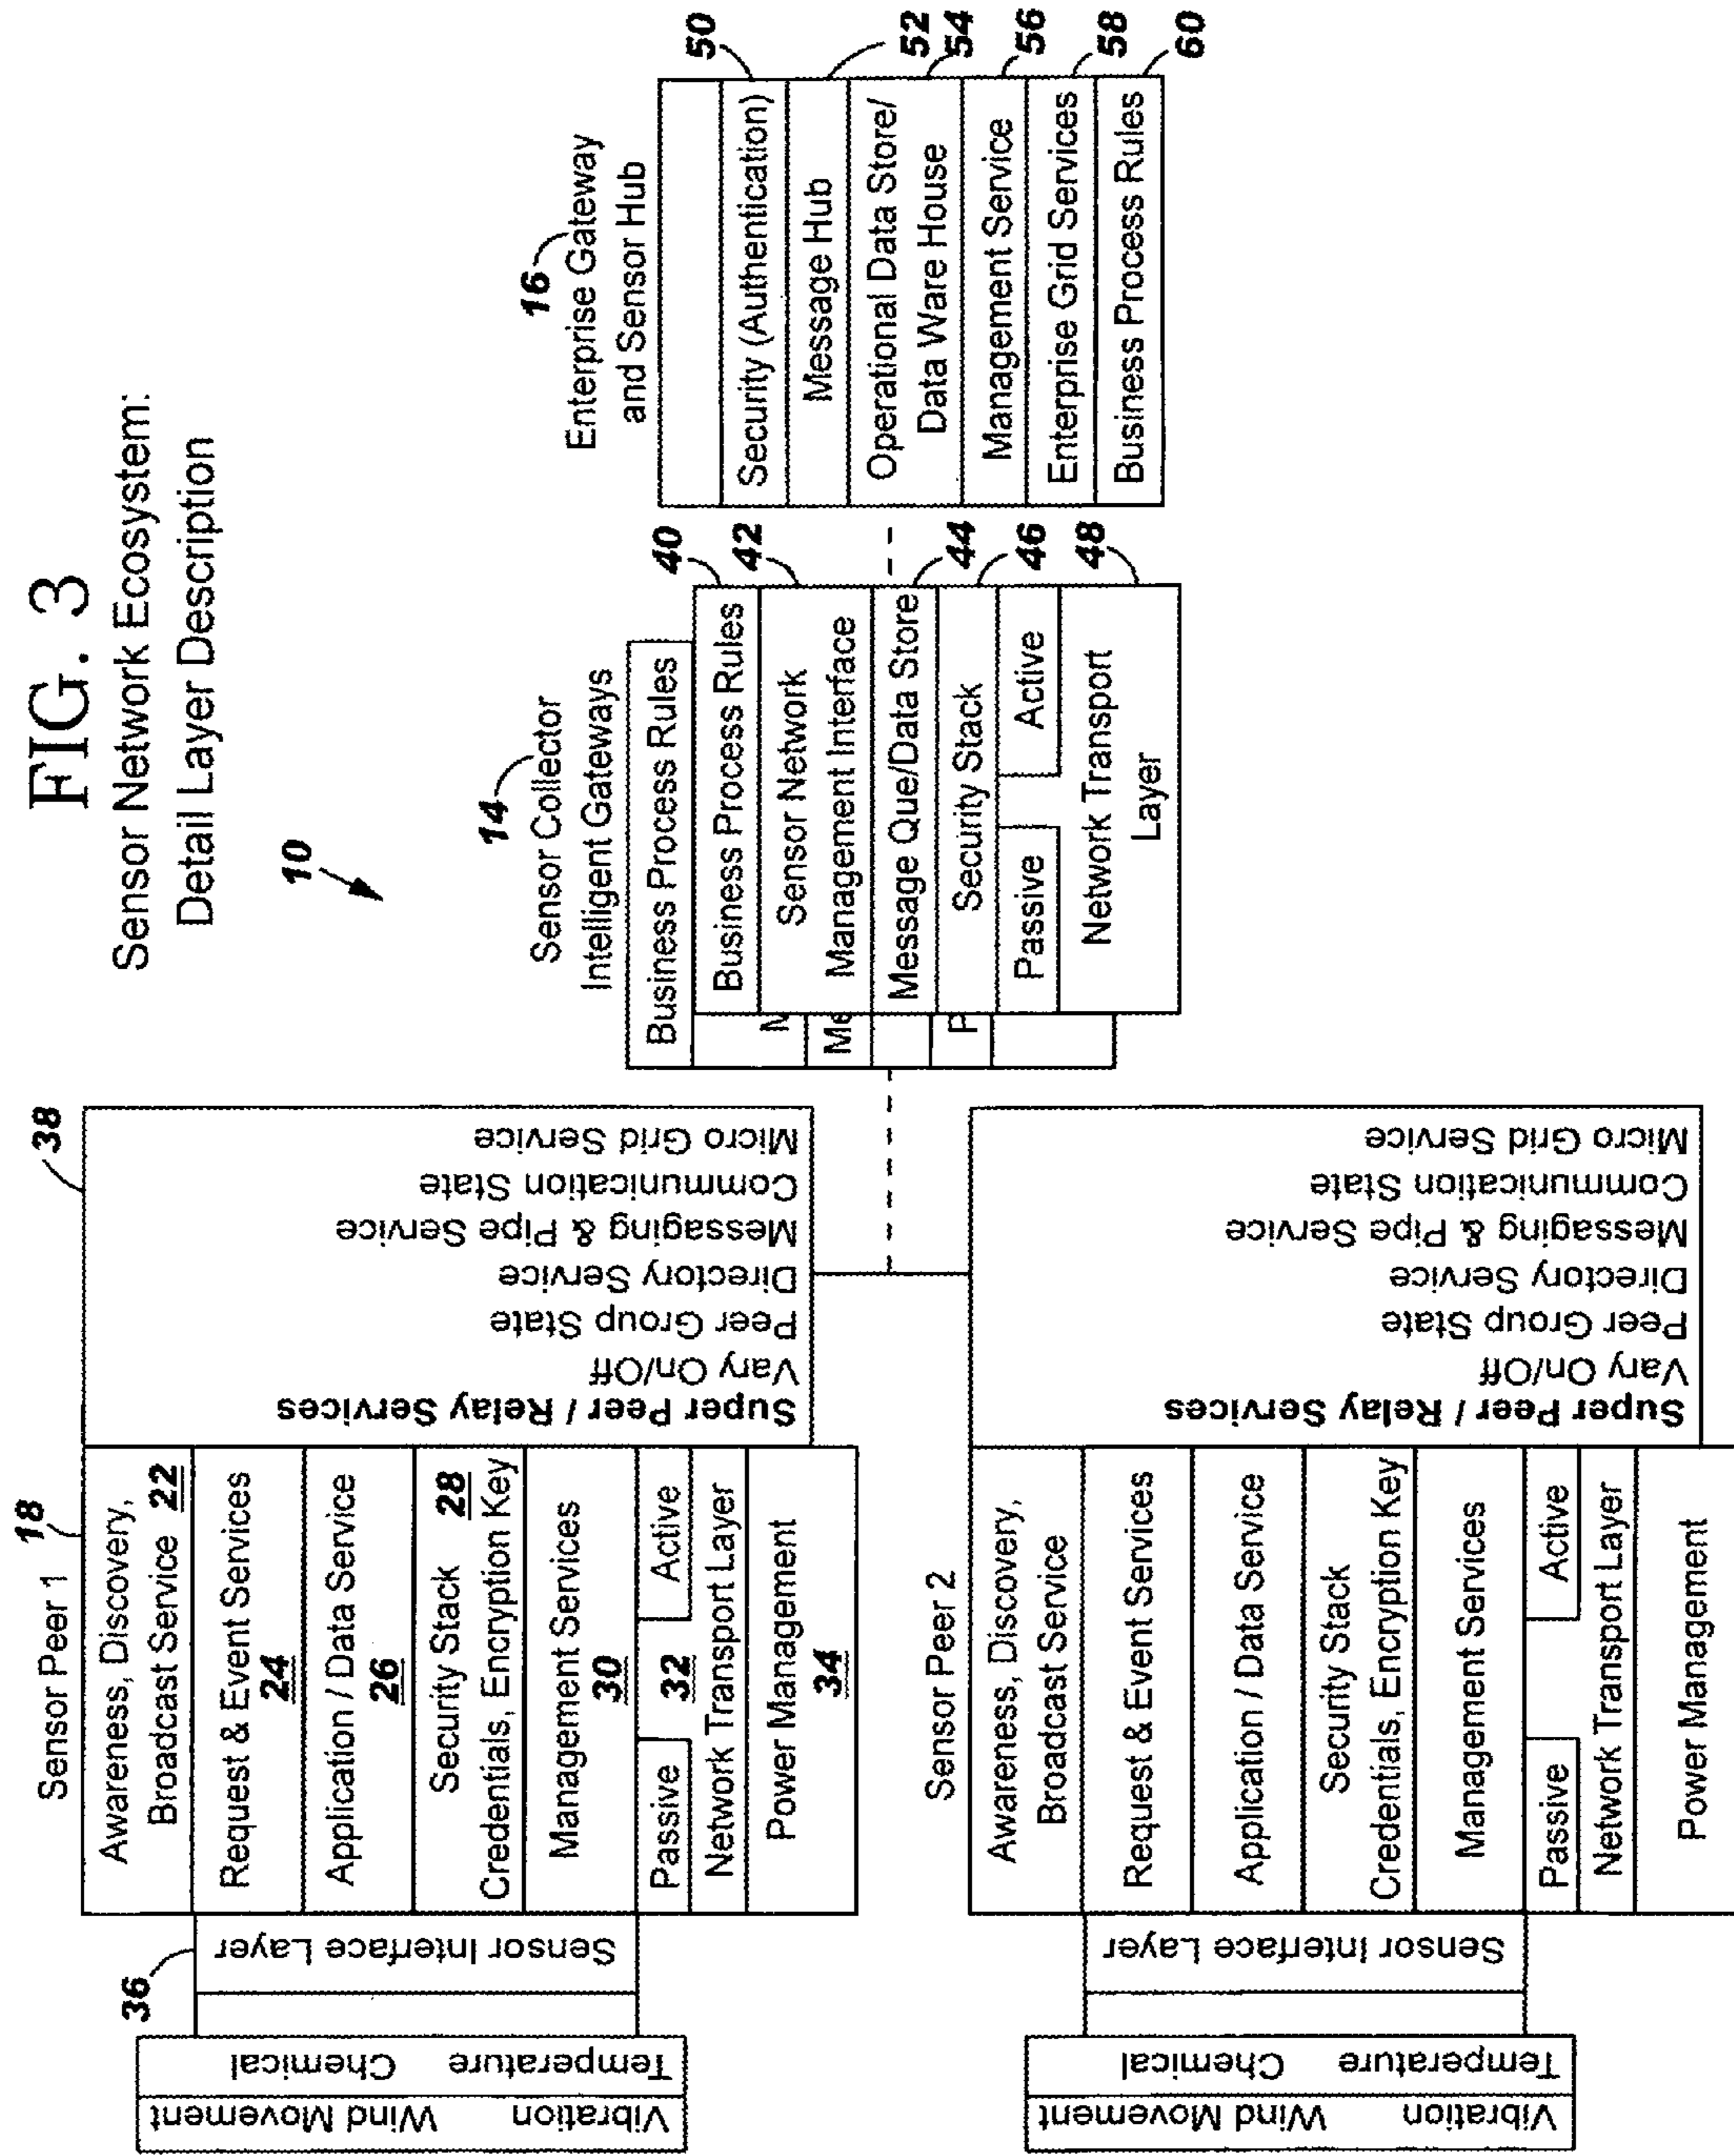 FIG. 3
Sensor Network Ecosystem:
Detail Layer Description
10
Sensor Peer 1
18
Awareness, Discovery,
Broadcast Service 22
Request & Event Services
24
Application / Data Service
26
Security Stack 28
Credentials, Encryption Key
Management Services
30
Passive
32
Active
Network Transport Layer
Power Management
34
36
Sensor Interface Layer
Temperature Chemical
Vibration Wind Movement
38
Super Peer / Relay Services
Vary On/Off
Peer Group State
Directory Service
Messaging & Pipe Service
Communication State
Micro Grid Service
Sensor Peer 2
Awareness, Discovery,
Broadcast Service
Request & Event Services
Application / Data Service
Security Stack
Credentials, Encryption Key
Management Services
Passive
Active
Network Transport Layer
Power Management
Sensor Interface Layer
Temperature Chemical
Vibration Wind Movement
Super Peer / Relay Services
Vary On/Off
Peer Group State
Directory Service
Messaging & Pipe Service
Communication State
Micro Grid Service
14
Sensor Collector
Intelligent Gateways
Business Process Rules
Me
P
Business Process Rules
40
Sensor Network
Management Interface
42
Message Que/Data Store
44
Security Stack
46
Passive
Active
Network Transport
Layer
48
16
Enterprise Gateway
and Sensor Hub
50
Security (Authentication)
Message Hub
52
Operational Data Store/
Data Ware House
54
Management Service
56
Enterprise Grid Services
58
Business Process Rules
60